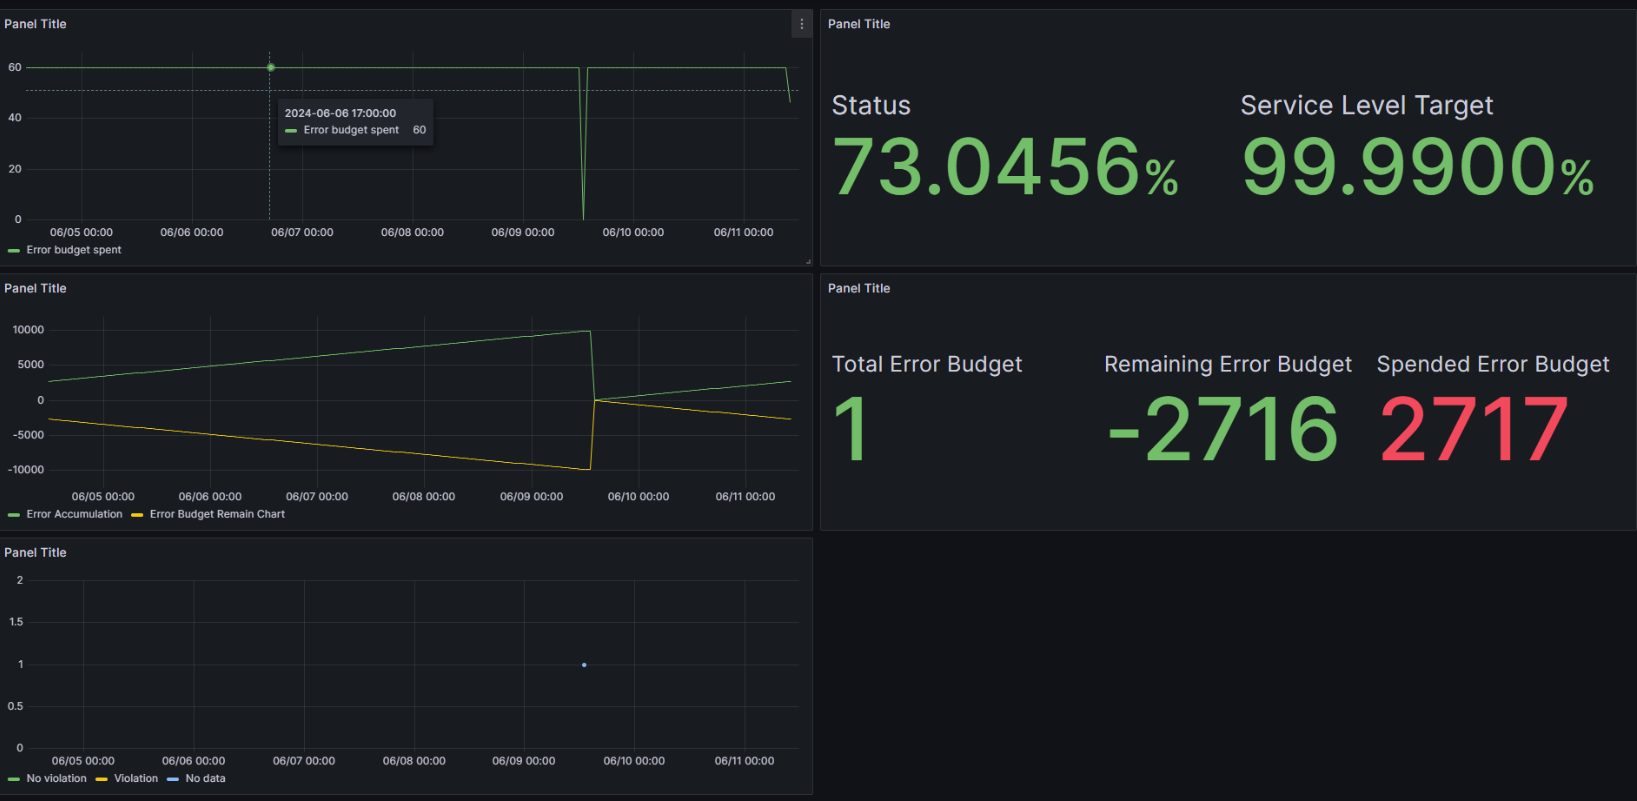 Panel Title
60
40
20
0
2024-06-06 17:00:00
Error budget spent 60
06/05 00:00 06/06 00:00 06/07 00:00 06/08 00:00 06/09 00:00 06/10 00:00 06/11 00:00
Error budget spent
Panel Title
Status
73.0456%
Service Level Target
99.9900%
Panel Title
10000
5000
0
-5000
-10000
06/05 00:00 06/06 00:00 06/07 00:00 06/08 00:00 06/09 00:00 06/10 00:00 06/11 00:00
Error Accumulation Error Budget Remain Chart
Panel Title
Total Error Budget
1
Remaining Error Budget
-2716
Spended Error Budget
2717
Panel Title
2
1.5
1
0.5
0
06/05 00:00 06/06 00:00 06/07 00:00 06/08 00:00 06/09 00:00 06/10 00:00 06/11 00:00
No violation Violation No data